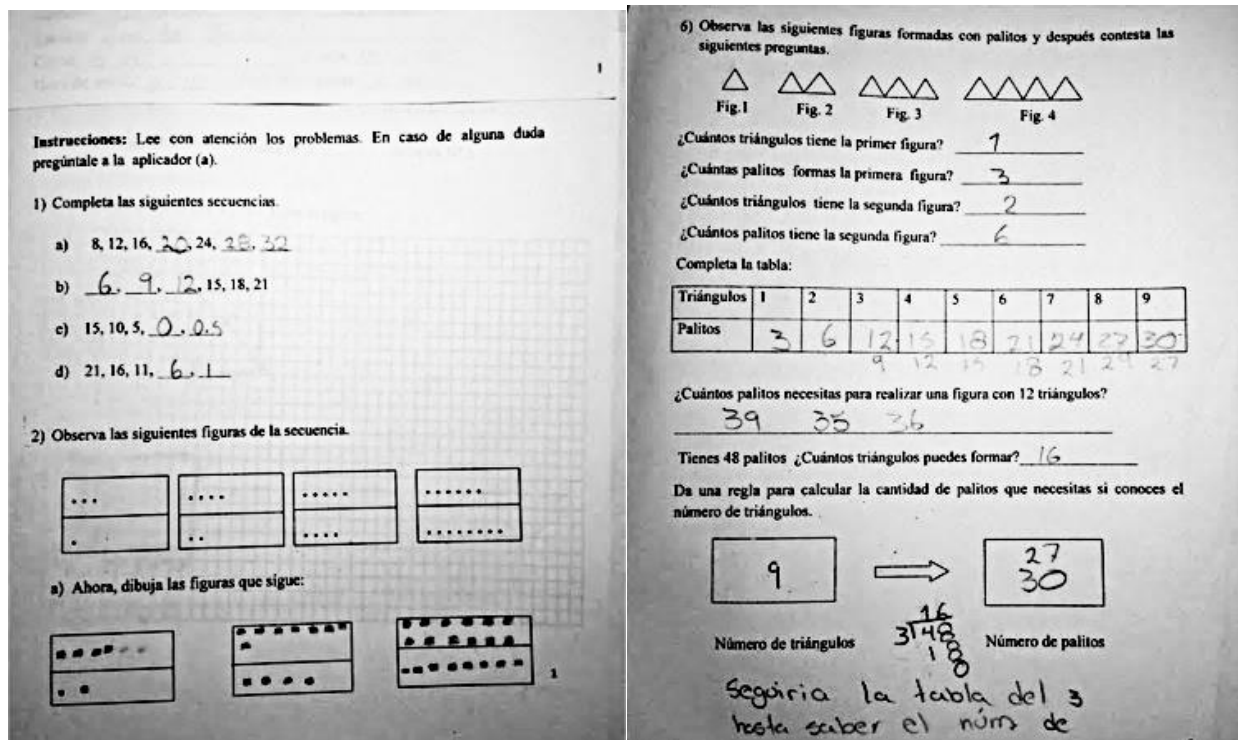 1
Instrucciones: Lee con atención los problemas. En caso de alguna duda
pregúntale a la aplicador (a).
1) Completa las siguientes secuencias.
a) 8, 12, 16, 20, 24, 28, 32
b) 6, 9, 12, 15, 18, 21
c) 15, 10, 5, 0, 0.5
d) 21, 16, 11, 6, 1
2) Observa las siguientes figuras de la secuencia.
a) Ahora, dibuja las figuras que sigue:
1
6) Observa las siguientes figuras formadas con palitos y después contesta las
siguientes preguntas.
Fig.1 Fig. 2 Fig. 3 Fig. 4
¿Cuántos triángulos tiene la primer figura? 1
¿Cuántas palitos formas la primera figura? 3
¿Cuántos triángulos tiene la segunda figura? 2
¿Cuántos palitos tiene la segunda figura? 6
Completa la tabla:
Triángulos 1 2 3 4 5 6 7 8 9
Palitos 3 6 12 15 18 21 24 27 30
9 12 15 18 21 24 27
¿Cuántos palitos necesitas para realizar una figura con 12 triángulos?
39 35 36
Tienes 48 palitos ¿Cuántos triángulos puedes formar? 16
Da una regla para calcular la cantidad de palitos que necesitas si conoces el
número de triángulos.
9 27
30
16
3 48
1
Número de triángulos Número de palitos
Seguiria la tabla del 3
hasta saber el núm de